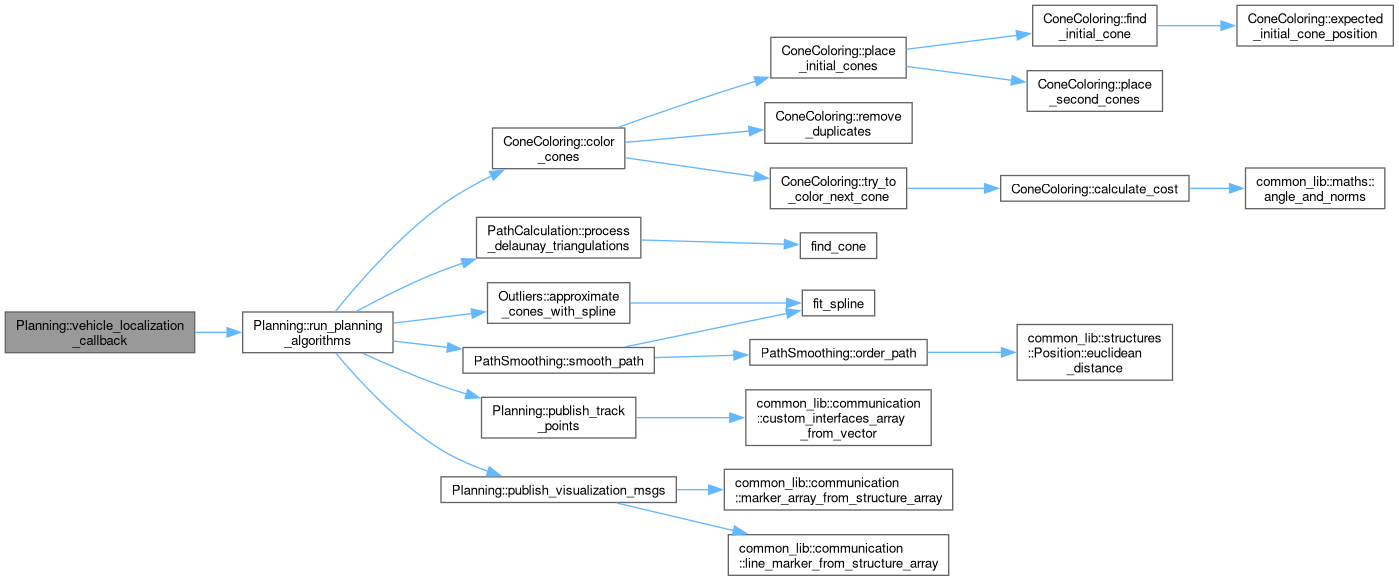 Planning::vehicle_localization
_callback
Planning::run_planning
_algorithms
ConeColoring::color
_cones
ConeColoring::place
_initial_cones
ConeColoring::find
_initial_cone
ConeColoring::expected
_initial_cone_position
ConeColoring::place
_second_cones
ConeColoring::remove
_duplicates
ConeColoring::try_to
_color_next_cone
ConeColoring::calculate_cost
common_lib::maths::
angle_and_norms
PathCalculation::process
_delaunay_triangulations
find_cone
Outliers::approximate
_cones_with_spline
fit_spline
PathSmoothing::smooth_path
PathSmoothing::order_path
common_lib::structures
::Position::euclidean
_distance
Planning::publish_track
_points
common_lib::communication
::custom_interfaces_array
_from_vector
Planning::publish_visualization_msgs
common_lib::communication
::marker_array_from_structure_array
common_lib::communication
::line_marker_from_structure_array